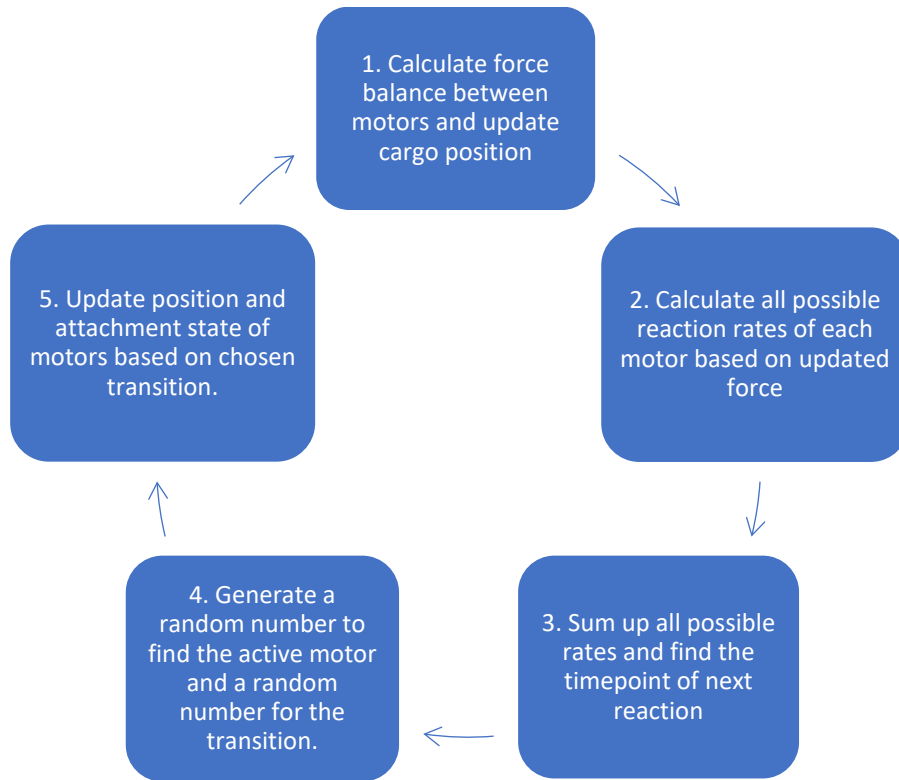 1. Calculate force
balance between
motors and update
cargo position
2. Calculate all possible
reaction rates of each
motor based on updated
force
3. Sum up all possible
rates and find the
timepoint of next
reaction
4. Generate a
random number to
find the active motor
and a random
number for the
transition.
5. Update position and
attachment state of
motors based on chosen
transition.